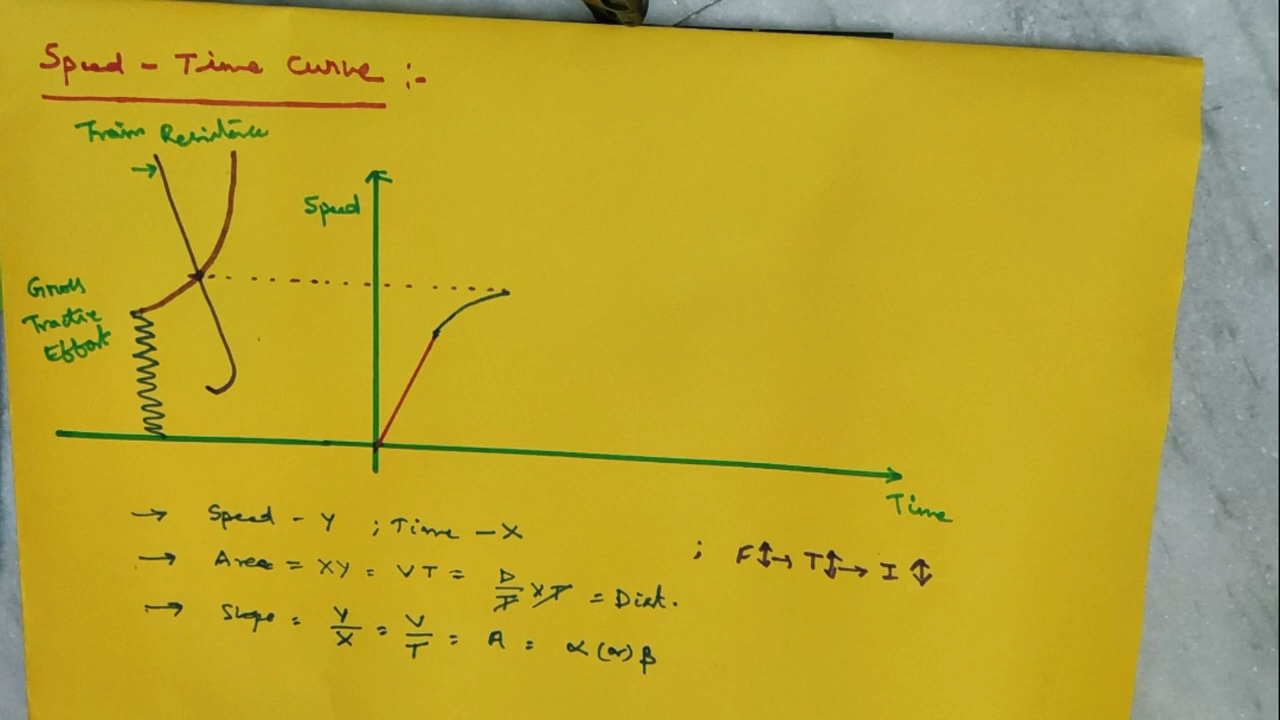 Speed - Time Curve :-
Train Resistance
Speed
Gross
Tractive
Effort
Time
→ Speed - Y ; Time - X
→ Area = XY = VT = D/T × T = Dist.
; F↕→ T↕→ I↕
→ Slope = Y/X = V/T = A = α (or) β